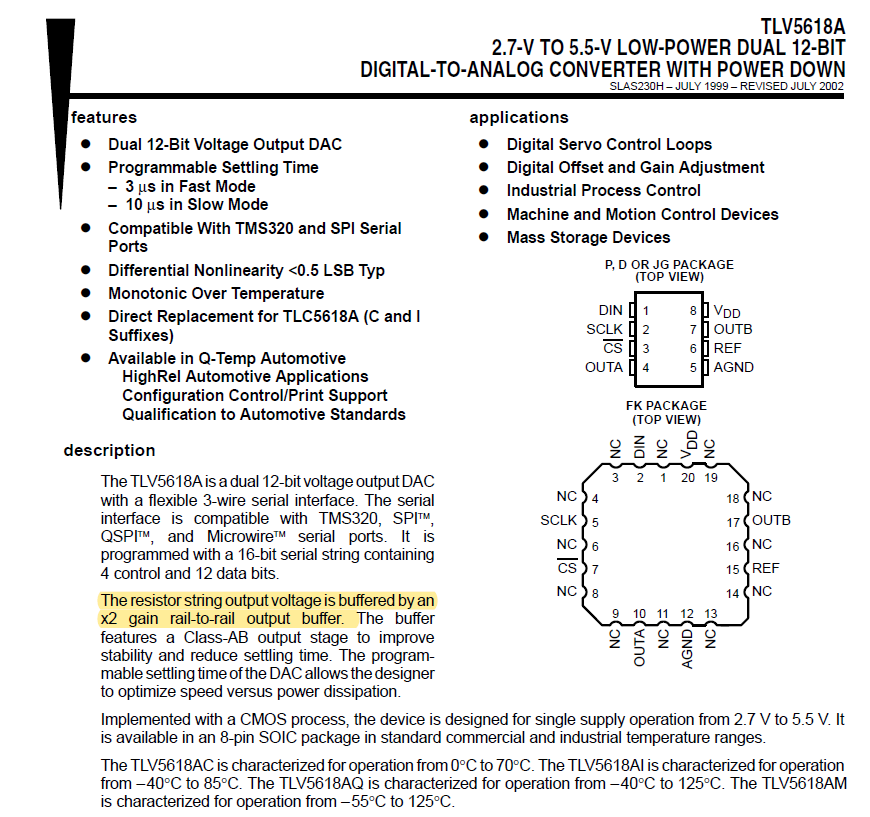 TLV5618A
2.7-V TO 5.5-V LOW-POWER DUAL 12-BIT
DIGITAL-TO-ANALOG CONVERTER WITH POWER DOWN
SLAS230H – JULY 1999 – REVISED JULY 2002
features
● Dual 12-Bit Voltage Output DAC
● Programmable Settling Time
– 3 μs in Fast Mode
– 10 μs in Slow Mode
● Compatible With TMS320 and SPI Serial
Ports
● Differential Nonlinearity <0.5 LSB Typ
● Monotonic Over Temperature
● Direct Replacement for TLC5618A (C and I
Suffixes)
● Available in Q-Temp Automotive
HighRel Automotive Applications
Configuration Control/Print Support
Qualification to Automotive Standards
applications
● Digital Servo Control Loops
● Digital Offset and Gain Adjustment
● Industrial Process Control
● Machine and Motion Control Devices
● Mass Storage Devices
P, D OR JG PACKAGE
(TOP VIEW)
DIN 1 8 VDD
SCLK 2 7 OUTB
CS 3 6 REF
OUTA 4 5 AGND
FK PACKAGE
(TOP VIEW)
NC DIN NC VDD NC
3 2 1 20 19
NC 4 18 NC
SCLK 5 17 OUTB
NC 6 16 NC
CS 7 15 REF
NC 8 14 NC
9 10 11 12 13
NC OUTA NC AGND NC
description
The TLV5618A is a dual 12-bit voltage output DAC
with a flexible 3-wire serial interface. The serial
interface is compatible with TMS320, SPI™,
QSPI™, and Microwire™ serial ports. It is
programmed with a 16-bit serial string containing
4 control and 12 data bits.
The resistor string output voltage is buffered by an
x2 gain rail-to-rail output buffer. The buffer
features a Class-AB output stage to improve
stability and reduce settling time. The program-
mable settling time of the DAC allows the designer
to optimize speed versus power dissipation.
Implemented with a CMOS process, the device is designed for single supply operation from 2.7 V to 5.5 V. It
is available in an 8-pin SOIC package in standard commercial and industrial temperature ranges.
The TLV5618AC is characterized for operation from 0°C to 70°C. The TLV5618AI is characterized for operation
from –40°C to 85°C. The TLV5618AQ is characterized for operation from –40°C to 125°C. The TLV5618AM
is characterized for operation from –55°C to 125°C.